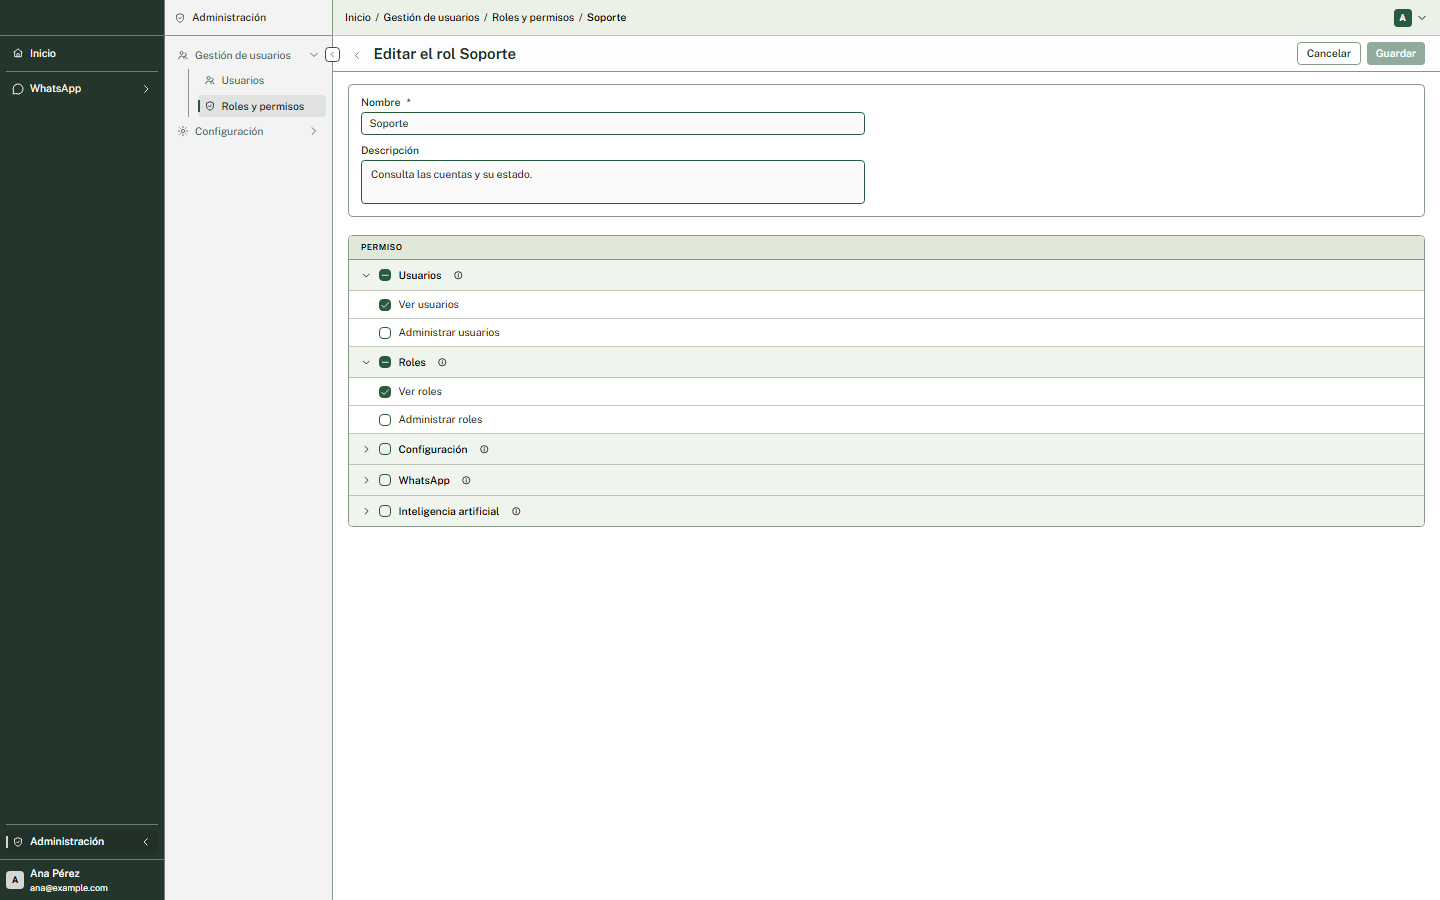 Inicio
WhatsApp
Administración
Ana Pérez
A
ana@example.com
Administración
Gestión de usuarios
Usuarios
Roles y permisos
Configuración
Inicio / Gestión de usuarios / Roles y permisos / Soporte
A
Editar el rol Soporte
Cancelar
Guardar
Nombre *
Soporte
Descripción
Consulta las cuentas y su estado.
PERMISO
Usuarios
Ver usuarios
Administrar usuarios
Roles
Ver roles
Administrar roles
Configuración
WhatsApp
Inteligencia artificial